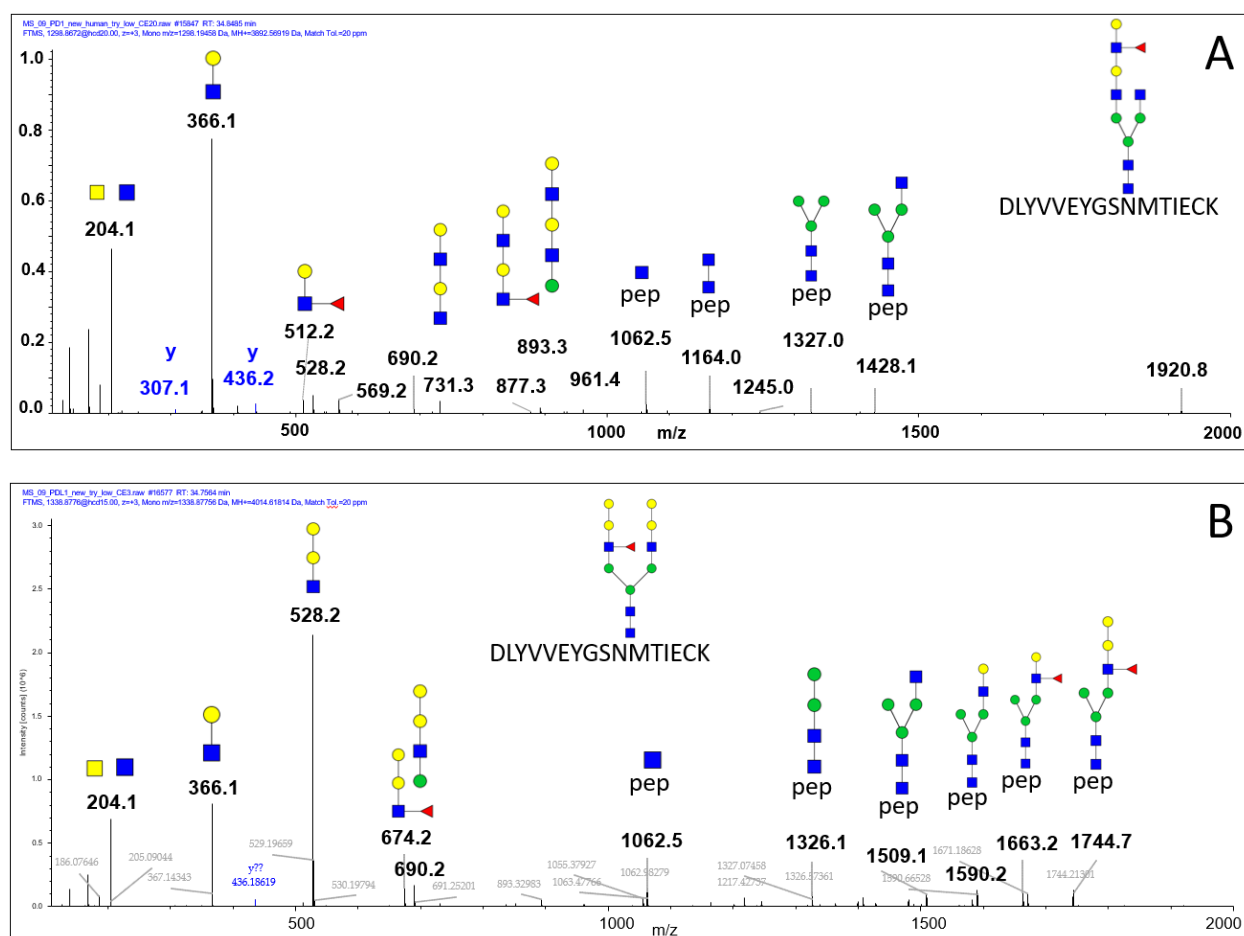 MS_09_PD1_new_human_try_low_CE20.raw #15847 RT: 34.8485 min
FTMS, 1298.8672@hcd20.00, z=+3, Mono m/z=1298.19458 Da, MH+=3892.56919 Da, Match Tol.=20 ppm
A
1.0
0.8
0.6
0.4
0.2
0.0
366.1
204.1
y
307.1
y
436.2
512.2
528.2
569.2
690.2
731.3
877.3
893.3
961.4
pep
1062.5
pep
1164.0
1245.0
pep
1327.0
pep
1428.1
1920.8
DLYVVEYGSNMTIECK
500
1000
m/z
1500
2000
MS_09_PDL1_new_try_low_CE3.raw #16577 RT: 34.7564 min
FTMS, 1338.8776@hcd15.00, z=+3, Mono m/z=1338.87756 Da, MH+=4014.61814 Da, Match Tol.=20 ppm
B
Intensity [counts] (10^6)
3.0
2.5
2.0
1.5
1.0
0.5
0.0
528.2
DLYVVEYGSNMTIECK
366.1
204.1
186.07646
205.09044
367.14343
529.19659
y??
436.18619
530.19794
674.2
690.2
691.25201
893.32983
pep
1062.5
1055.37927
1062.98279
1063.47766
1217.42737
1327.07458
1326.57361
pep
1326.1
pep
1509.1
pep
1590.2
1590.66528
1671.18628
pep
1663.2
pep
1744.7
1744.21301
500
1000
1500
2000
m/z